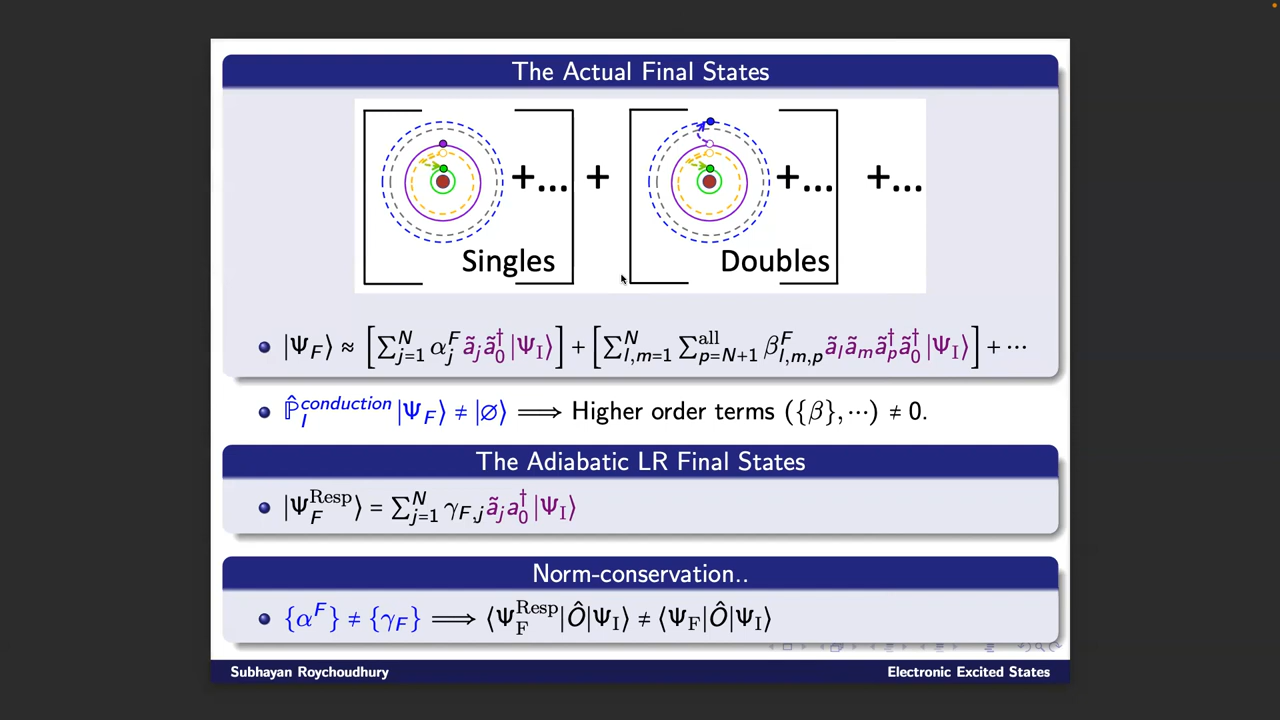 The Actual Final States
+... + +... +...
Singles Doubles
|Ψ_F⟩ ≈ [∑_{j=1}^{N} α_j^F ã_j ã_0^† |Ψ_I⟩] + [∑_{l,m=1}^{N} ∑_{p=N+1}^{all} β_{l,m,p}^F ã_l ã_m ã_p^† ã_0^† |Ψ_I⟩] + ⋯
ℙ̂_I^{conduction} |Ψ_F⟩ ≠ |∅⟩ ⟹ Higher order terms ({β}, ⋯) ≠ 0.
The Adiabatic LR Final States
|Ψ_F^{Resp}⟩ = ∑_{j=1}^{N} γ_{F,j} ã_j a_0^† |Ψ_I⟩
Norm-conservation..
{α^F} ≠ {γ_F} ⟹ ⟨Ψ_F^{Resp}|Ô|Ψ_I⟩ ≠ ⟨Ψ_F|Ô|Ψ_I⟩
Subhayan Roychoudhury Electronic Excited States